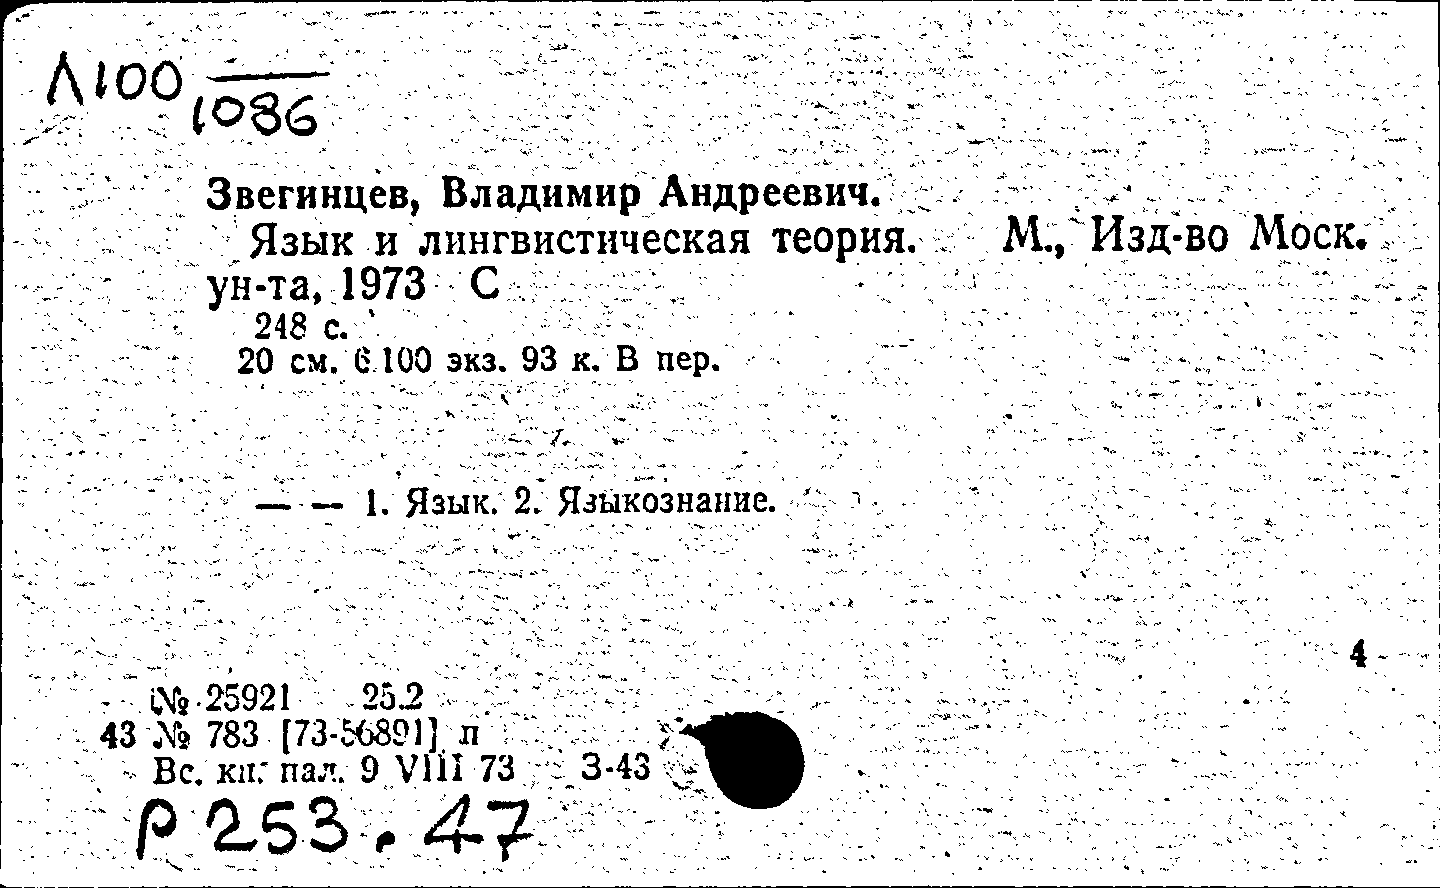 Л100
1086
Звегинцев, Владимир Андреевич.
Язык и лингвистическая теория. М., Изд-во Моск.
ун-та, 1973 С
248 с.
20 см. 6.100 экз. 93 к. В пер.
— — 1. Язык. 2. Языкознание.
4
№ 25921 25.2
43 № 783 [73-56891] п
Вс. кн. пал. 9 VIII 73 З-43
Р 253.47